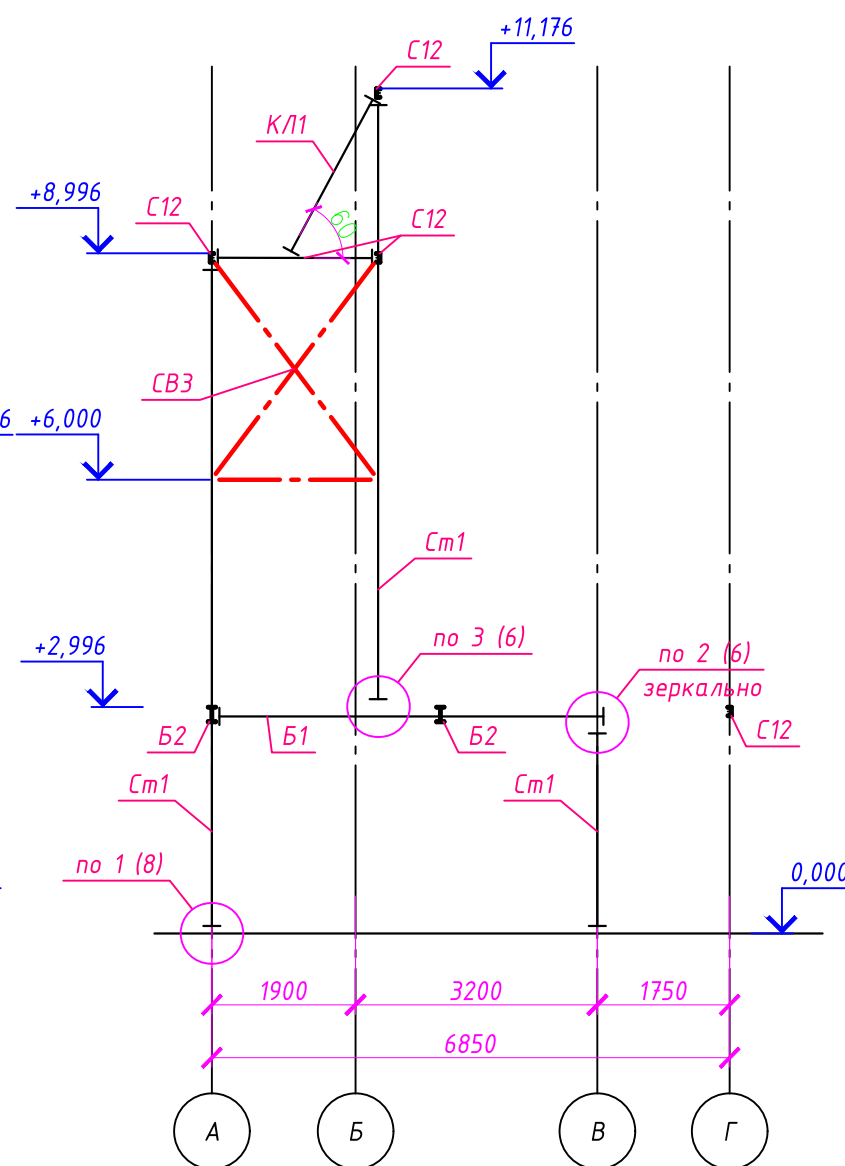 +11,176
С12
КЛ1
+8,996
С12
С12
60
СВ3
6
+6,000
Ст1
по 3 (6)
+2,996
по 2 (6)
зеркально
Б2
Б1
Б2
С12
Ст1
Ст1
по 1 (8)
0,000
1900
3200
1750
6850
А
Б
В
Г